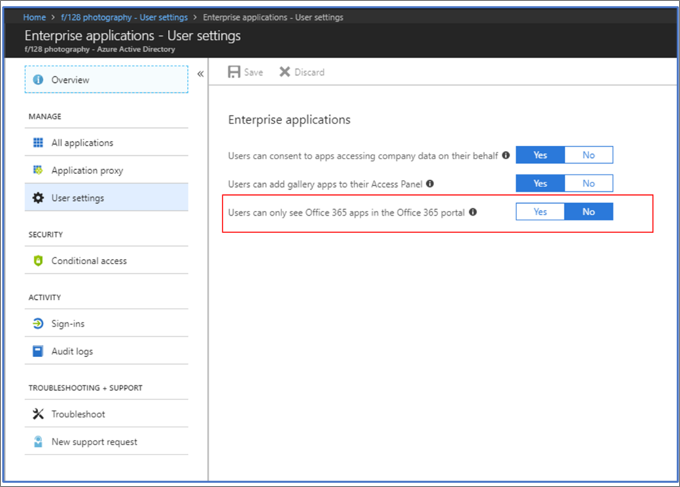 Home > f/128 photography - User settings > Enterprise applications - User settings
Enterprise applications - User settings
f/128 photography - Azure Active Directory
Overview
«
MANAGE
All applications
Application proxy
User settings
SECURITY
Conditional access
ACTIVITY
Sign-ins
Audit logs
TROUBLESHOOTING + SUPPORT
Troubleshoot
New support request
Save Discard
Enterprise applications
Users can consent to apps accessing company data on their behalf Yes No
Users can add gallery apps to their Access Panel Yes No
Users can only see Office 365 apps in the Office 365 portal Yes No